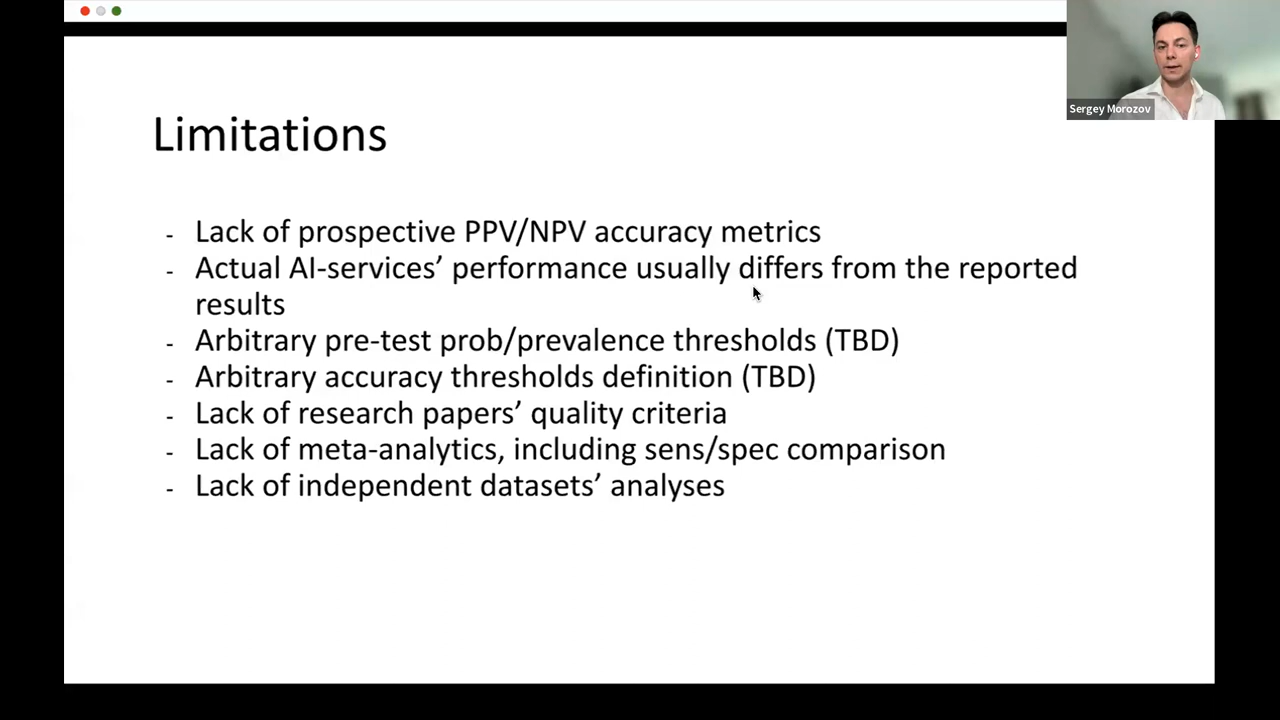 Sergey Morozov
Limitations
- Lack of prospective PPV/NPV accuracy metrics
- Actual AI-services’ performance usually differs from the reported
results
- Arbitrary pre-test prob/prevalence thresholds (TBD)
- Arbitrary accuracy thresholds definition (TBD)
- Lack of research papers’ quality criteria
- Lack of meta-analytics, including sens/spec comparison
- Lack of independent datasets’ analyses